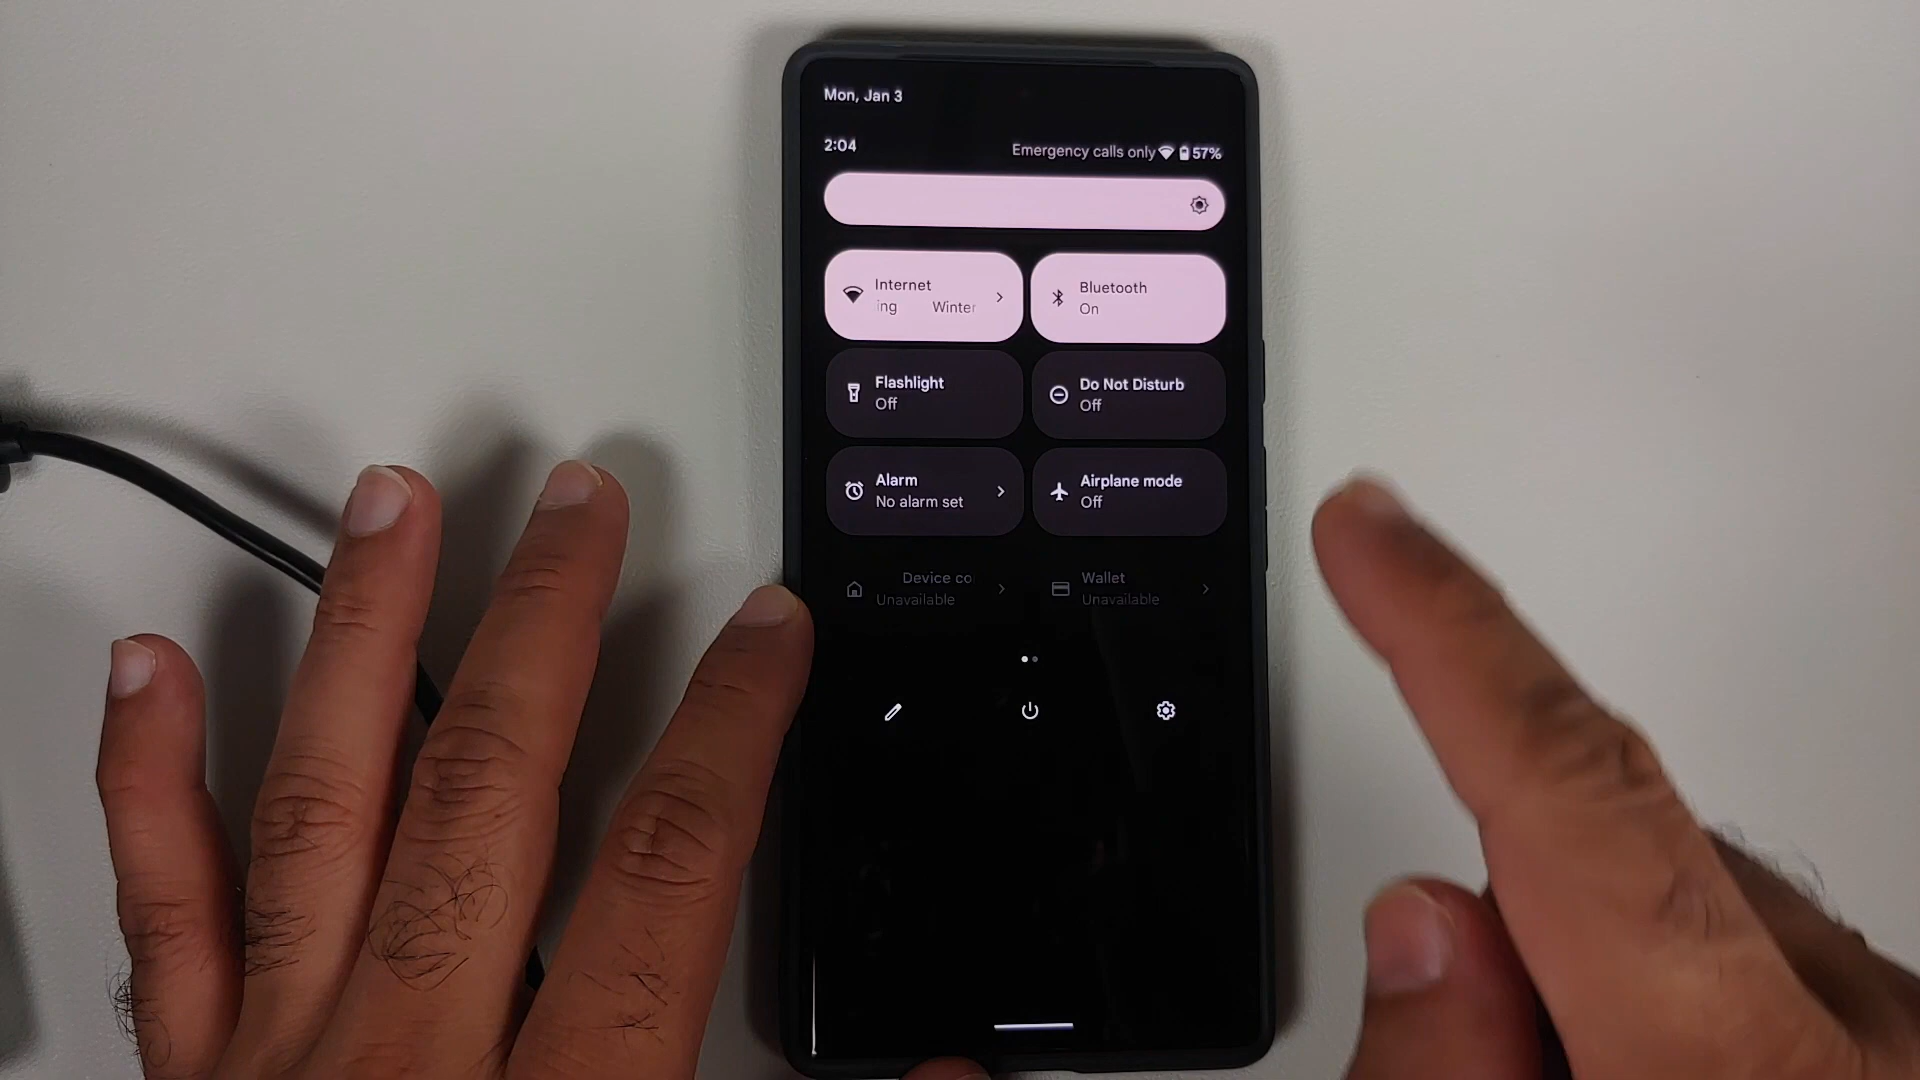 Mon, Jan 3
2:04
Emergency calls only 57%
Internet
ing Winter
Bluetooth
On
Flashlight
Off
Do Not Disturb
Off
Alarm
No alarm set
Airplane mode
Off
Device co
Unavailable
Wallet
Unavailable